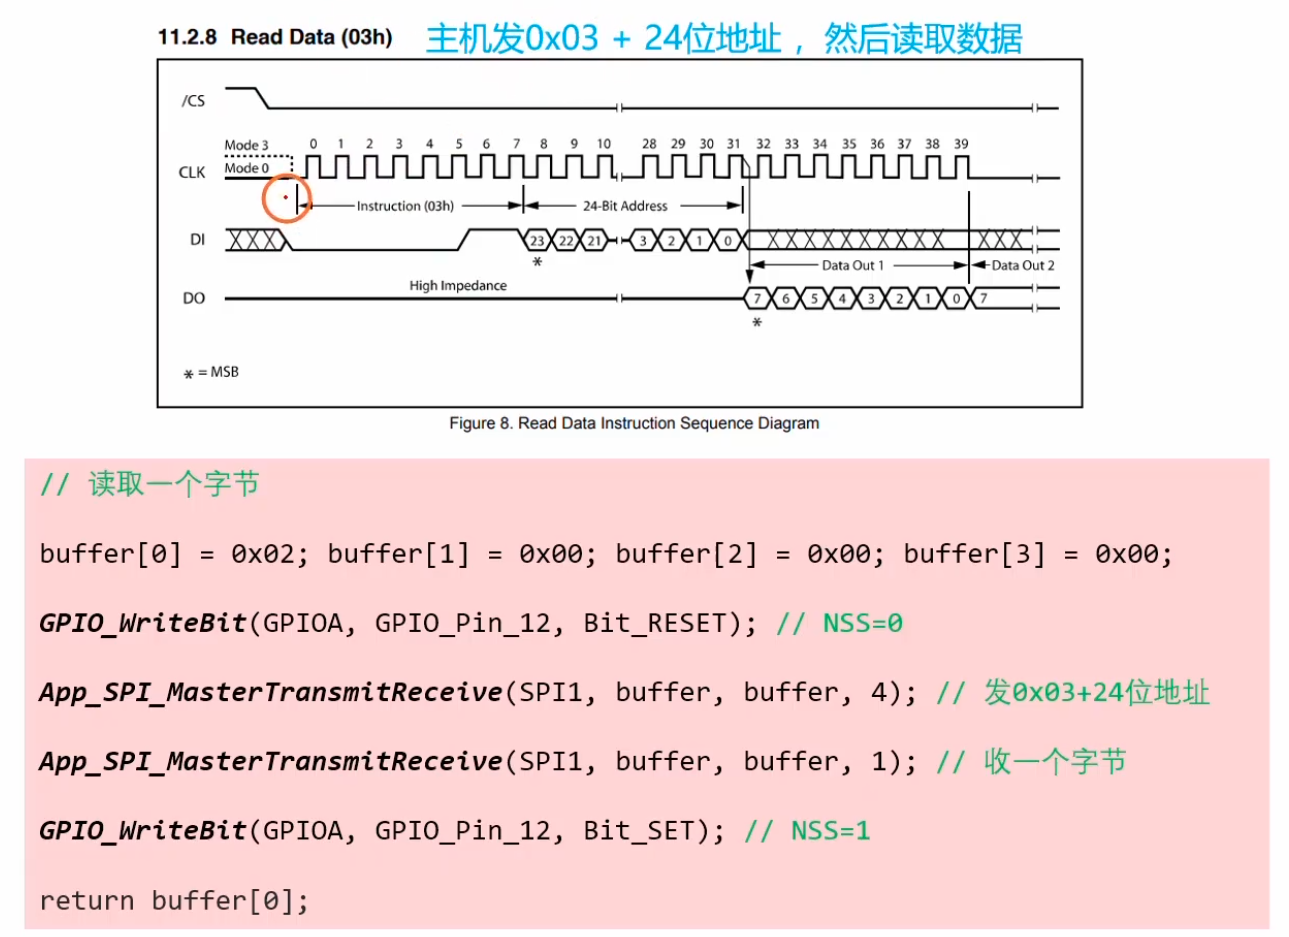 11.2.8 Read Data (03h) 主机发0x03 + 24位地址 ，然后读取数据
/CS
Mode 3 0 1 2 3 4 5 6 7 8 9 10 28 29 30 31 32 33 34 35 36 37 38 39
CLK Mode 0
Instruction (03h) 24-Bit Address
DI 23 22 21 3 2 1 0
*
Data Out 1 Data Out 2
High Impedance
DO 7 6 5 4 3 2 1 0 7
*
* = MSB
Figure 8. Read Data Instruction Sequence Diagram
// 读取一个字节
buffer[0] = 0x02; buffer[1] = 0x00; buffer[2] = 0x00; buffer[3] = 0x00;
GPIO_WriteBit(GPIOA, GPIO_Pin_12, Bit_RESET); // NSS=0
App_SPI_MasterTransmitReceive(SPI1, buffer, buffer, 4); // 发0x03+24位地址
App_SPI_MasterTransmitReceive(SPI1, buffer, buffer, 1); // 收一个字节
GPIO_WriteBit(GPIOA, GPIO_Pin_12, Bit_SET); // NSS=1
return buffer[0];